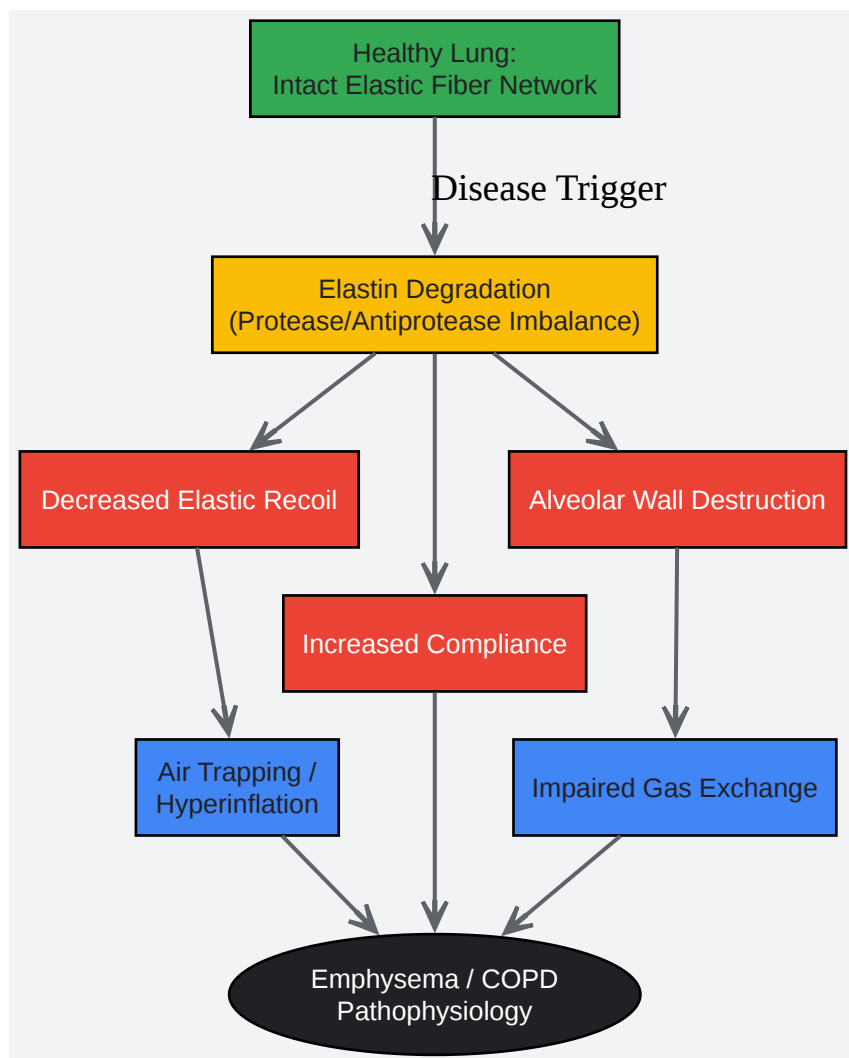 Healthy Lung:
Intact Elastic Fiber Network
Disease Trigger
Elastin Degradation
(Protease/Antiprotease Imbalance)
Decreased Elastic Recoil
Alveolar Wall Destruction
Increased Compliance
Air Trapping /
Hyperinflation
Impaired Gas Exchange
Emphysema / COPD
Pathophysiology